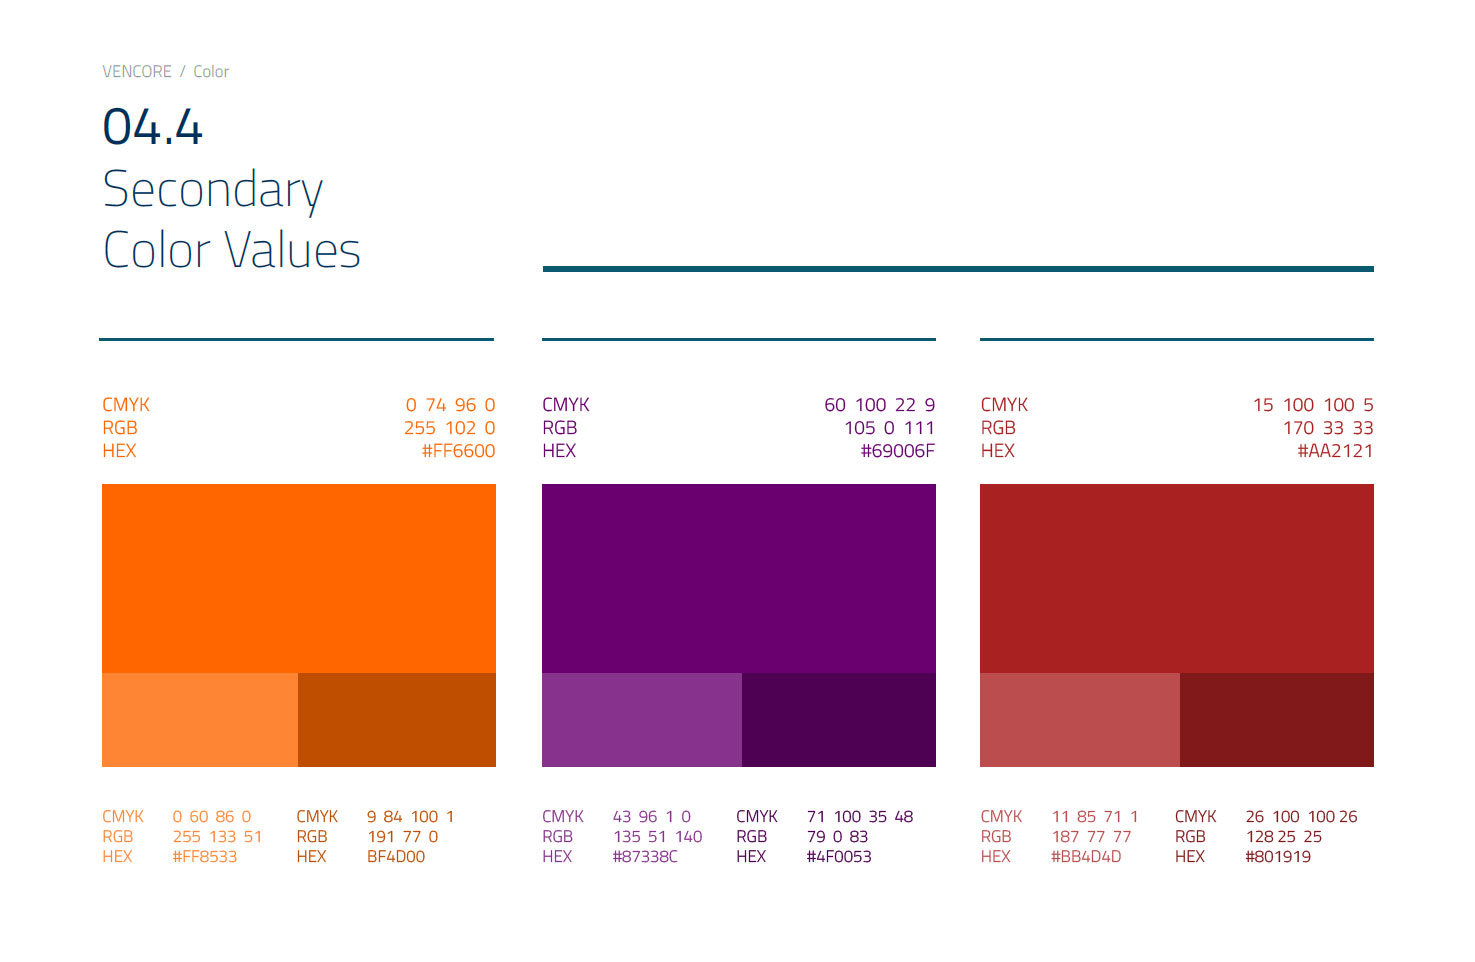 VENCORE / Color
04.4
Secondary
Color Values
CMYK 0 74 96 0
RGB 255 102 0
HEX #FF6600
CMYK 60 100 22 9
RGB 105 0 111
HEX #69006F
CMYK 15 100 100 5
RGB 170 33 33
HEX #AA2121
CMYK 0 60 86 0
RGB 255 133 51
HEX #FF8533
CMYK 9 84 100 1
RGB 191 77 0
HEX BF4D00
CMYK 43 96 1 0
RGB 135 51 140
HEX #87338C
CMYK 71 100 35 48
RGB 79 0 83
HEX #4F0053
CMYK 11 85 71 1
RGB 187 77 77
HEX #BB4D4D
CMYK 26 100 100 26
RGB 128 25 25
HEX #801919